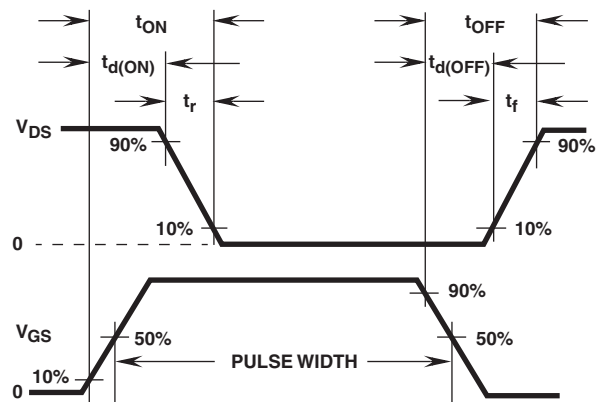 tON tOFF
td(ON) td(OFF)
tr tf
VDS
90% 90%
10% 10%
0
90%
VGS 50% 50%
10% PULSE WIDTH
0